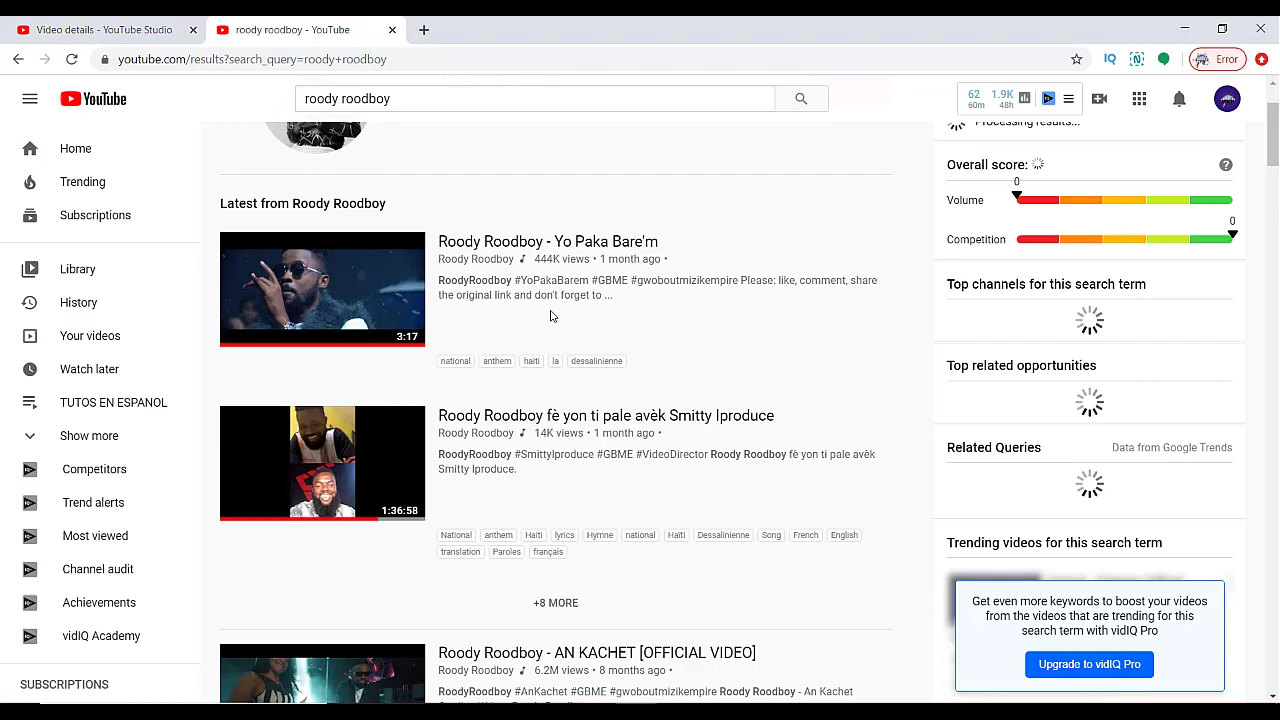 Video details - YouTube Studio
roody roodboy - YouTube
youtube.com/results?search_query=roody+roodboy
IQ
N
Error
YouTube
roody roodboy
62
60m
1.9K
48h
Processing results...
Home
Trending
Subscriptions
Library
History
Your videos
Watch later
TUTOS EN ESPANOL
Show more
Competitors
Trend alerts
Most viewed
Channel audit
Achievements
vidIQ Academy
SUBSCRIPTIONS
Latest from Roody Roodboy
3:17
Roody Roodboy - Yo Paka Bare'm
Roody Roodboy ♪ 444K views • 1 month ago •
RoodyRoodboy #YoPakaBarem #GBME #gwoboutmizikempire Please: like, comment, share
the original link and don't forget to ...
national anthem haiti la dessalinienne
1:36:58
Roody Roodboy fè yon ti pale avèk Smitty Iproduce
Roody Roodboy ♪ 14K views • 1 month ago •
RoodyRoodboy #SmittyIproduce #GBME #VideoDirector Roody Roodboy fè yon ti pale avèk
Smitty Iproduce.
National anthem Haiti lyrics Hymne national Haïti Dessalinienne Song French English
translation Paroles français
+8 MORE
Roody Roodboy - AN KACHET [OFFICIAL VIDEO]
Roody Roodboy ♪ 6.2M views • 8 months ago •
RoodyRoodboy #AnKachet #GBME #gwoboutmizikempire Roody Roodboy - An Kachet
Overall score:
0
Volume
0
Competition
Top channels for this search term
Top related opportunities
Related Queries
Data from Google Trends
Trending videos for this search term
Get even more keywords to boost your videos
from the videos that are trending for this
search term with vidIQ Pro
Upgrade to vidIQ Pro